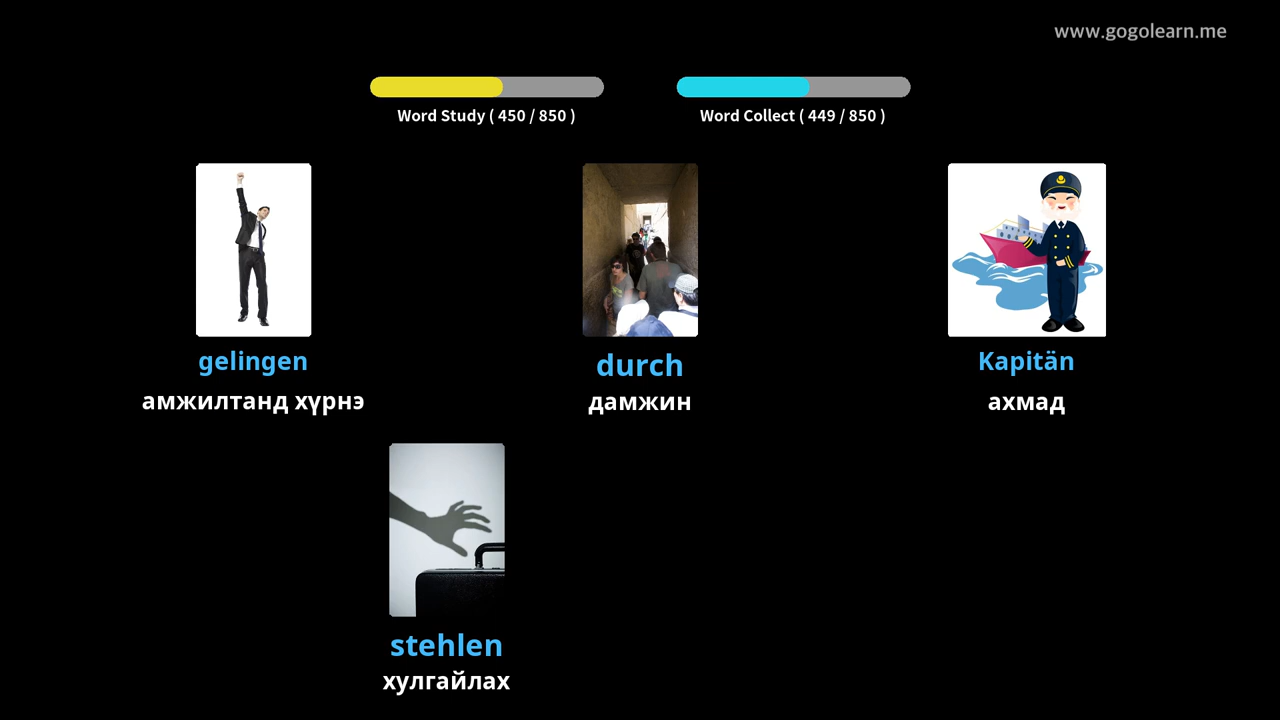 www.gogolearn.me
Word Study ( 450 / 850 )
Word Collect ( 449 / 850 )
gelingen
амжилтанд хүрнэ
durch
дамжин
Kapitän
ахмад
stehlen
хулгайлах